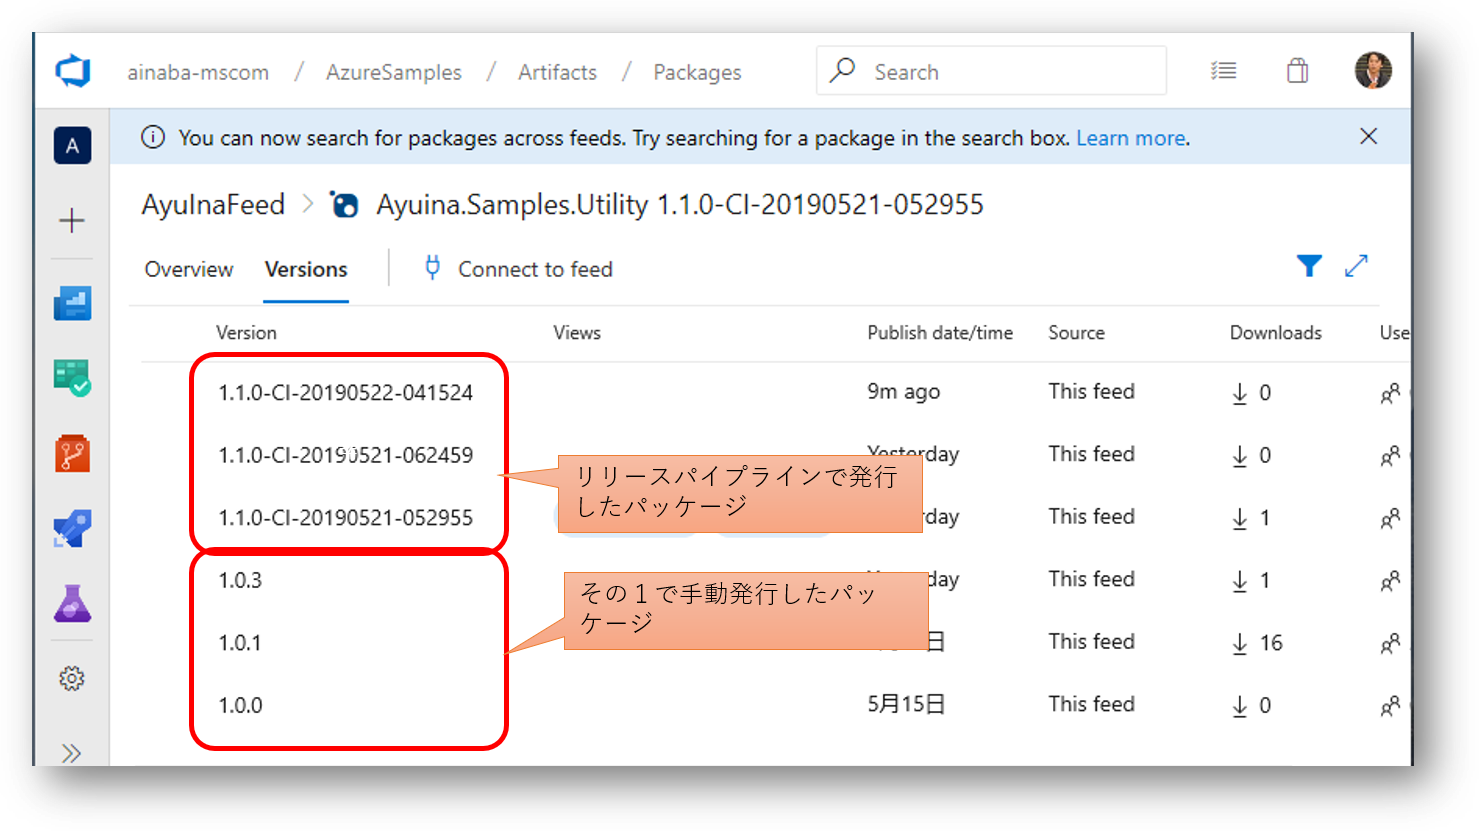 ainaba-mscom / AzureSamples / Artifacts / Packages
Search
A
You can now search for packages across feeds. Try searching for a package in the search box. Learn more.
AyuInaFeed > Ayuina.Samples.Utility 1.1.0-CI-20190521-052955
Overview Versions Connect to feed
Version Views Publish date/time Source Downloads
1.1.0-CI-20190522-041524 9m ago This feed 0
1.1.0-CI-20190521-062459 Yesterday This feed 0
リリースパイプラインで発行
したパッケージ
1.1.0-CI-20190521-052955 This feed 1
1.0.3 This feed 1
その１で手動発行したパッ
ケージ
1.0.1 日 This feed 16
1.0.0 5月15日 This feed 0